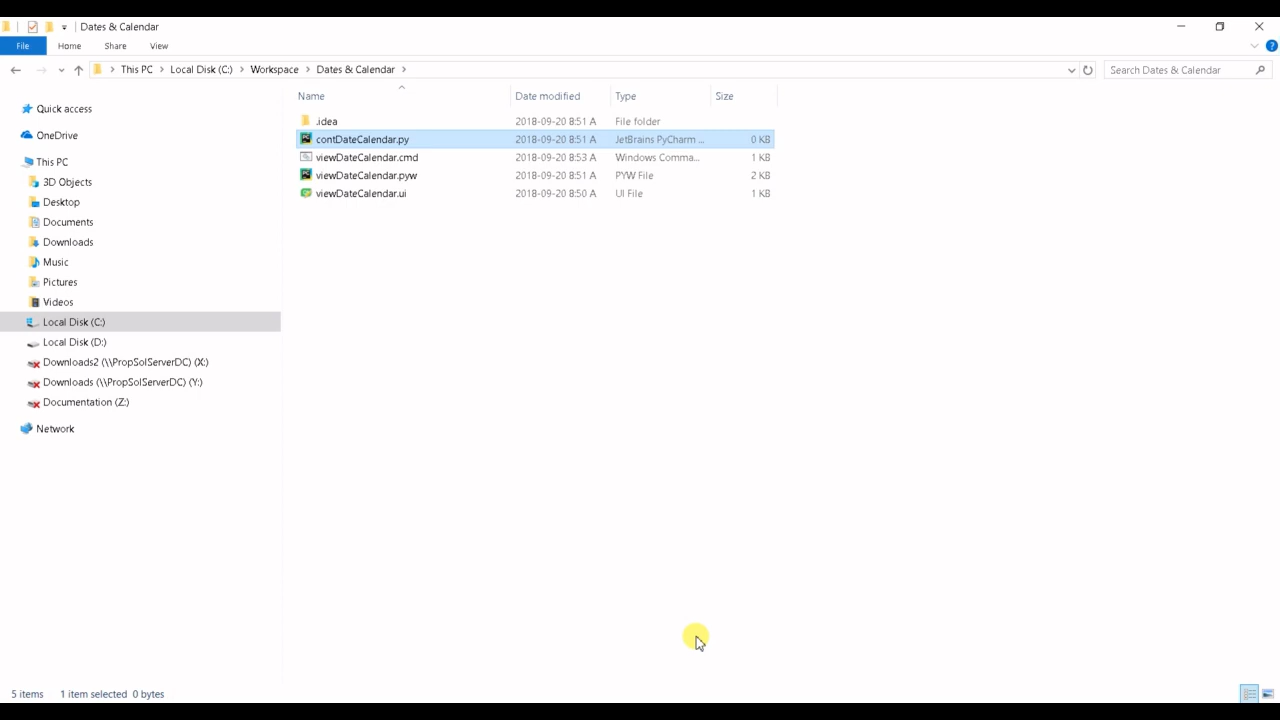 Dates & Calendar
File Home Share View
This PC Local Disk (C:) Workspace Dates & Calendar
Search Dates & Calendar
Name Date modified Type Size
.idea 2018-09-20 8:51 A File folder
contDateCalendar.py 2018-09-20 8:51 A JetBrains PyCharm ... 0 KB
viewDateCalendar.cmd 2018-09-20 8:53 A Windows Comma... 1 KB
viewDateCalendar.pyw 2018-09-20 8:51 A PYW File 2 KB
viewDateCalendar.ui 2018-09-20 8:50 A UI File 1 KB
Quick access
OneDrive
This PC
3D Objects
Desktop
Documents
Downloads
Music
Pictures
Videos
Local Disk (C:)
Local Disk (D:)
Downloads2 (\\PropSolServerDC) (X:)
Downloads (\\PropSolServerDC) (Y:)
Documentation (Z:)
Network
5 items 1 item selected 0 bytes